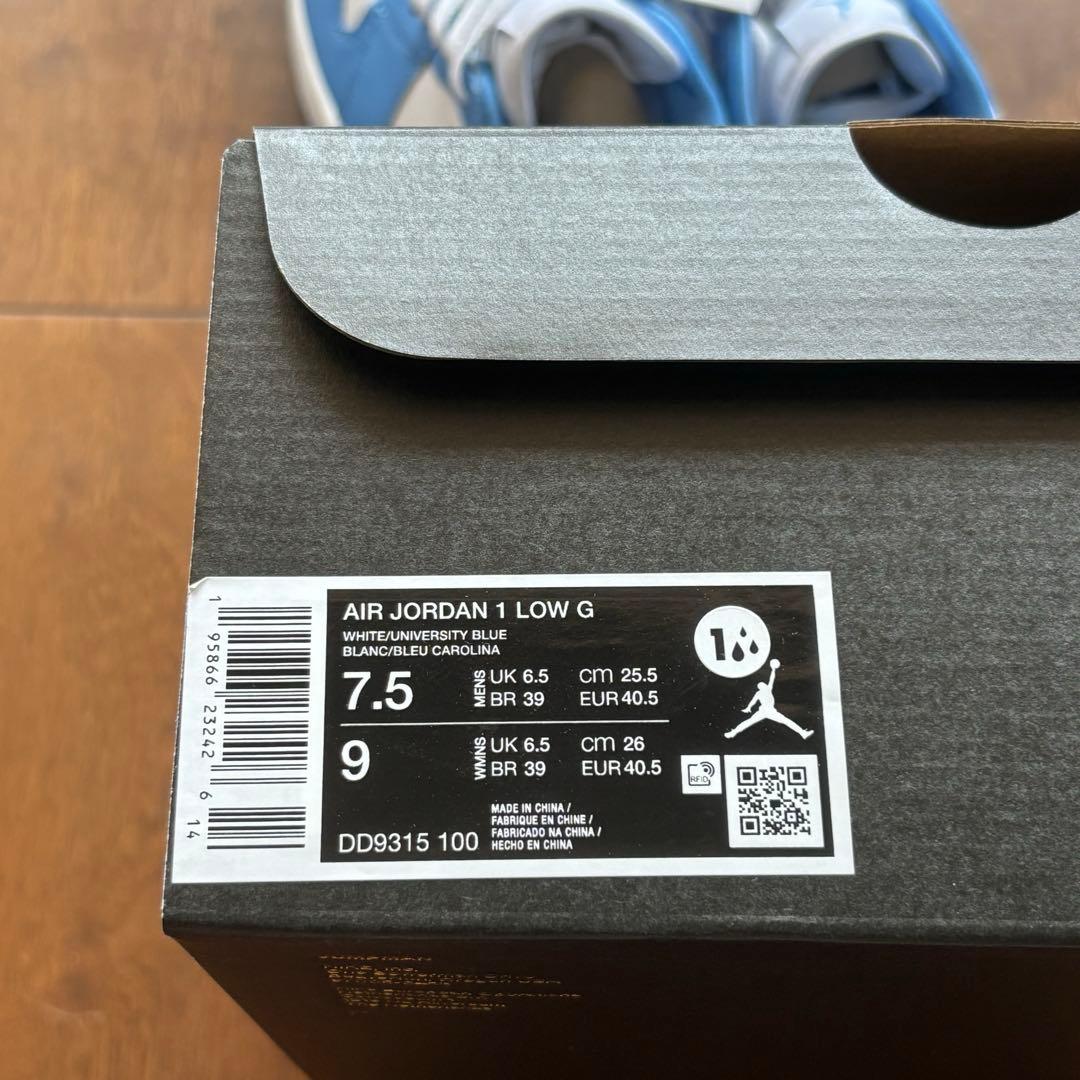 AIR JORDAN 1 LOW G
WHITE/UNIVERSITY BLUE
BLANC/BLEU CAROLINA
7.5 MENS UK 6.5 cm 25.5
BR 39 EUR 40.5
9 WMNS UK 6.5 cm 26
BR 39 EUR 40.5
MADE IN CHINA /
FABRIQUE EN CHINE /
FABRICADO NA CHINA /
HECHO EN CHINA
DD9315 100
1
RFID
1 95866 23242 6 14